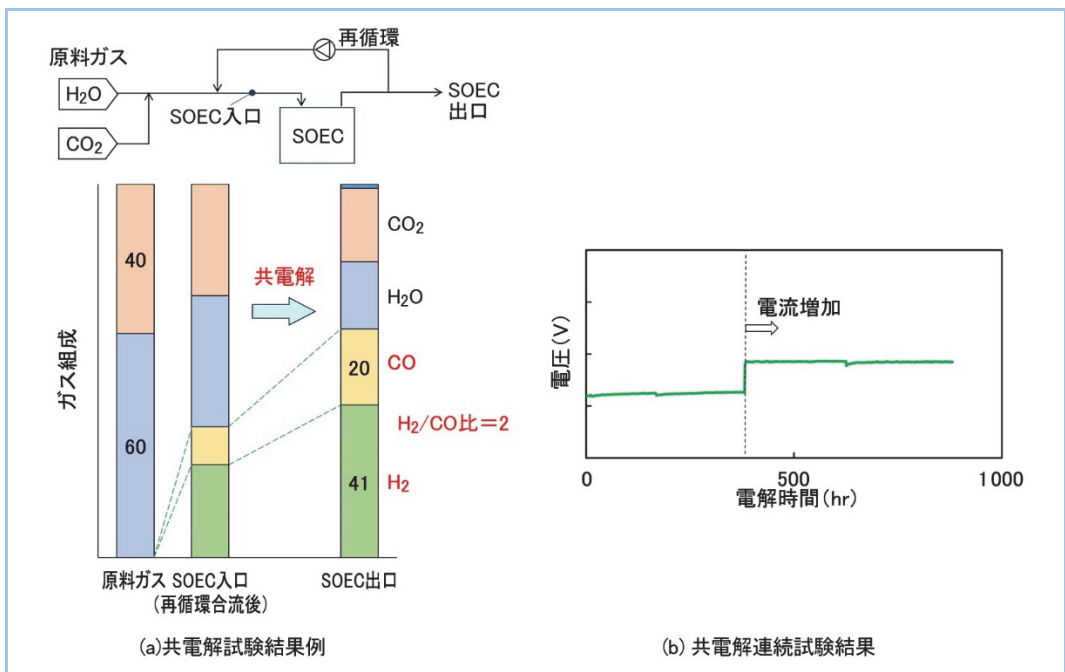 再循環
原料ガス
H₂O
CO₂
SOEC入口
SOEC
SOEC
出口
ガス組成
40
60
共電解
CO₂
H₂O
20
CO
H₂/CO比＝2
41
H₂
原料ガス
SOEC入口
(再循環合流後)
SOEC出口
(a)共電解試験結果例
電圧(V)
電流増加
0
500
1000
電解時間(hr)
(b) 共電解連続試験結果